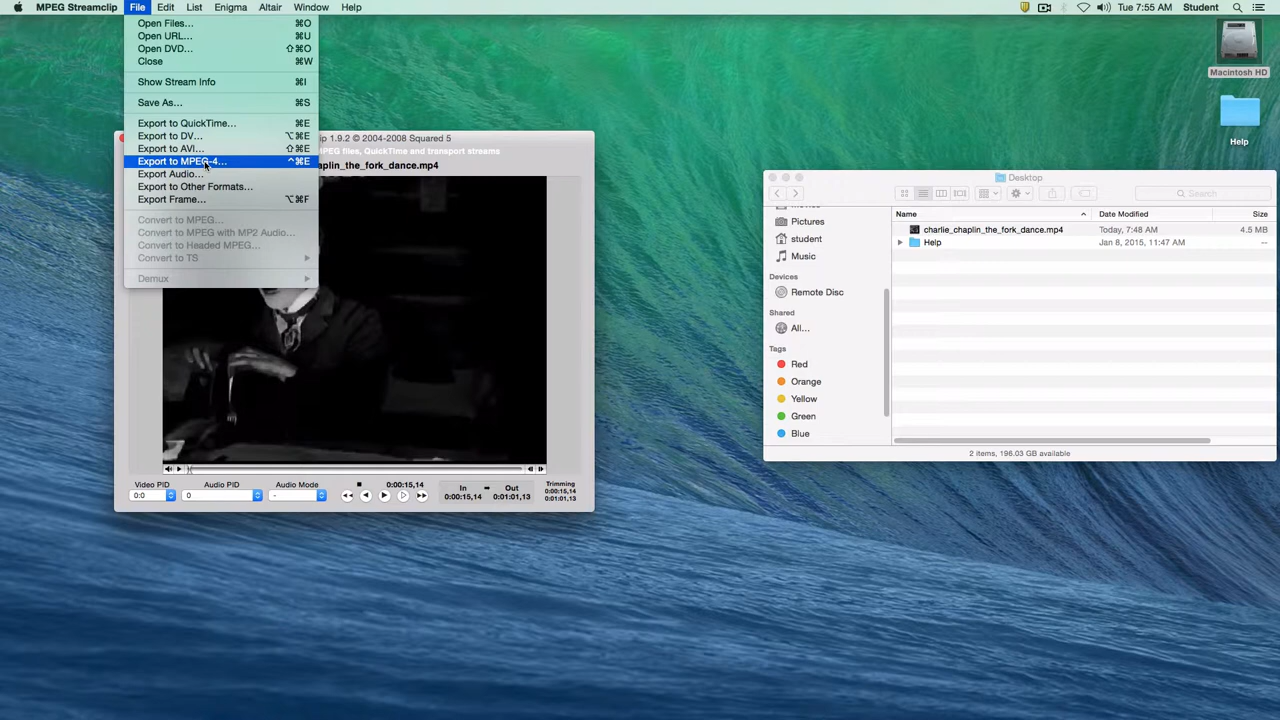 MPEG Streamclip File Edit List Enigma Altair Window Help Tue 7:55 AM Student
Open Files... ⌘O
Open URL... ⌘U
Open DVD... ⇧⌘O
Close ⌘W
Show Stream Info ⌘I
Save As... ⌘S
Export to QuickTime... ⌘E
Export to DV... ⌥⌘E
Export to AVI... ⇧⌘E
Export to MPEG-4... ^⌘E
Export Audio...
Export to Other Formats...
Export Frame... ⌥⌘F
Convert to MPEG...
Convert to MPEG with MP2 Audio...
Convert to Headed MPEG...
Convert to TS
Demux
ip 1.9.2 © 2004-2008 Squared 5
MPEG files, QuickTime and transport streams
haplin_the_fork_dance.mp4
Video PID Audio PID Audio Mode 0:00:15,14
0:0 0 -
In Out
0:00:15,14 0:01:01,13
Trimming
0:00:15,14
0:01:01,13
Desktop
Search
Pictures
student
Music
Devices
Remote Disc
Shared
All...
Tags
Red
Orange
Yellow
Green
Blue
Name Date Modified Size
charlie_chaplin_the_fork_dance.mp4 Today, 7:48 AM 4.5 MB
Help Jan 8, 2015, 11:47 AM --
2 items, 196.03 GB available
Macintosh HD
Help